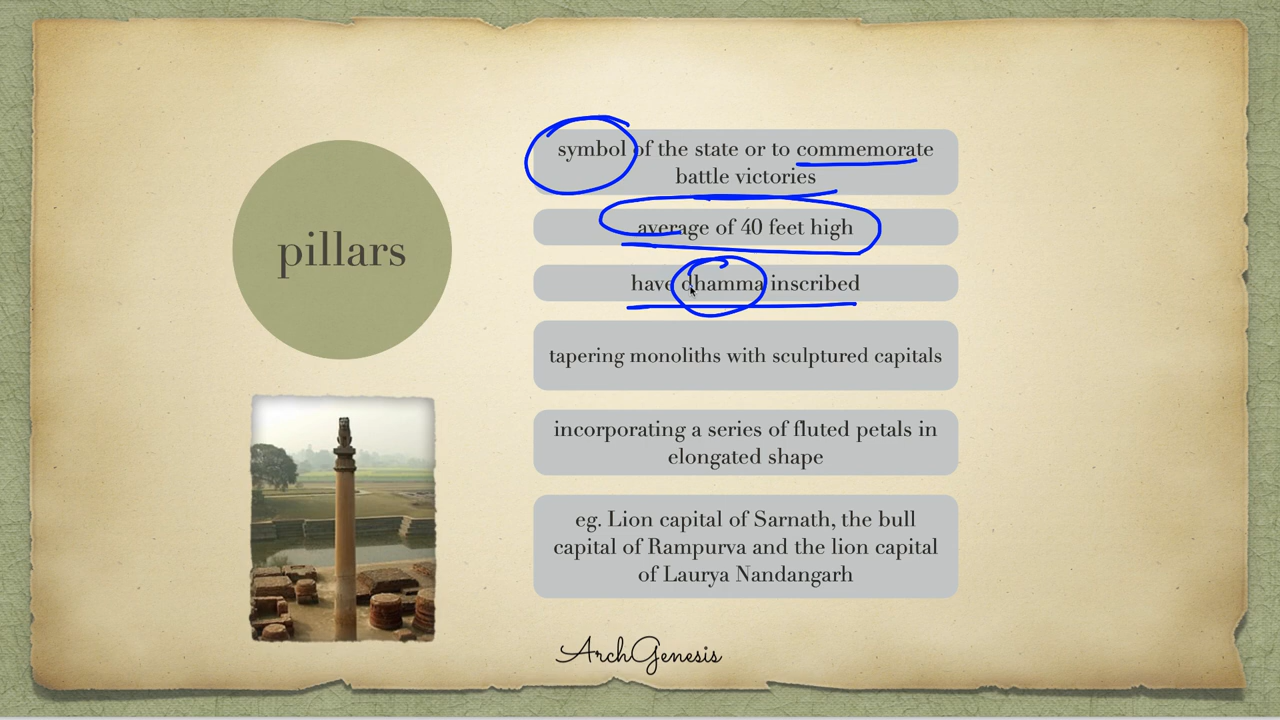 pillars
symbol of the state or to commemorate
battle victories
average of 40 feet high
have dhamma inscribed
tapering monoliths with sculptured capitals
incorporating a series of fluted petals in
elongated shape
eg. Lion capital of Sarnath, the bull
capital of Rampurva and the lion capital
of Laurya Nandangarh
ArchGenesis